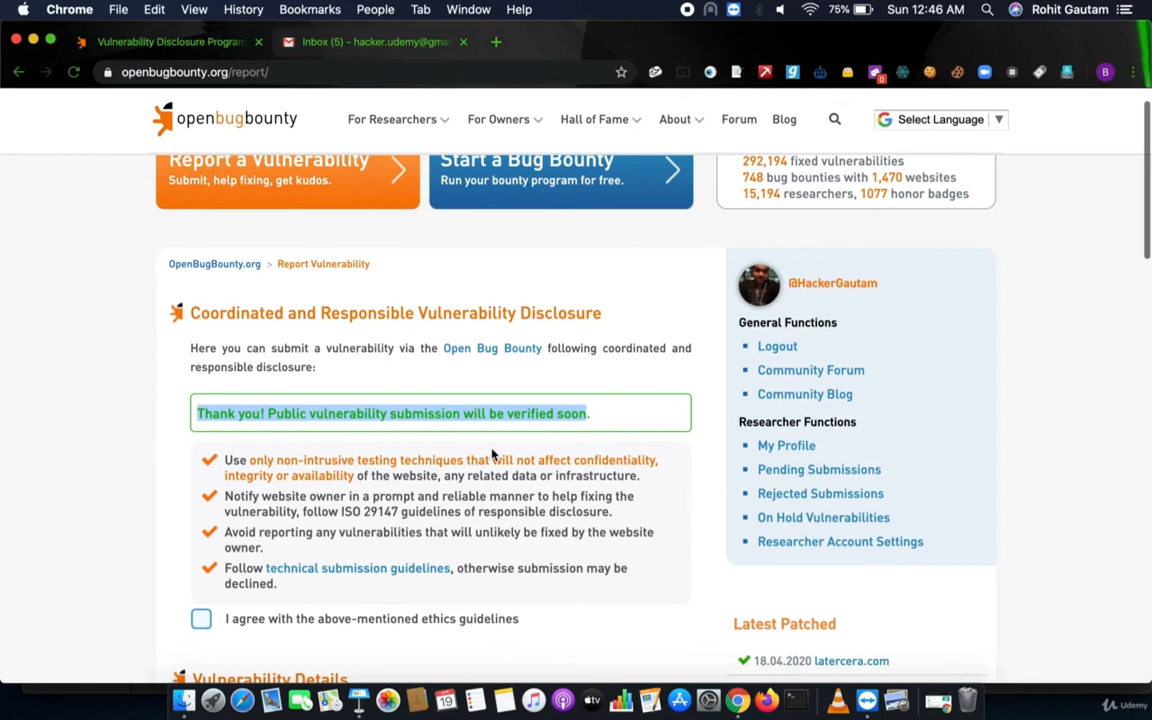 Chrome File Edit View History Bookmarks People Tab Window Help 75% Sun 12:46 AM Rohit Gautam
Vulnerability Disclosure Program Inbox (5) - hacker.udemy@gma
openbugbounty.org/report/
0
B
openbugbounty For Researchers For Owners Hall of Fame About Forum Blog Select Language
Report a Vulnerability
Submit, help fixing, get kudos.
Start a Bug Bounty
Run your bounty program for free.
292,194 fixed vulnerabilities
748 bug bounties with 1,470 websites
15,194 researchers, 1077 honor badges
OpenBugBounty.org > Report Vulnerability
Coordinated and Responsible Vulnerability Disclosure
Here you can submit a vulnerability via the Open Bug Bounty following coordinated and
responsible disclosure:
Thank you! Public vulnerability submission will be verified soon.
Use only non-intrusive testing techniques that will not affect confidentiality,
integrity or availability of the website, any related data or infrastructure.
Notify website owner in a prompt and reliable manner to help fixing the
vulnerability, follow ISO 29147 guidelines of responsible disclosure.
Avoid reporting any vulnerabilities that will unlikely be fixed by the website
owner.
Follow technical submission guidelines, otherwise submission may be
declined.
I agree with the above-mentioned ethics guidelines
Vulnerability Details
@HackerGautam
General Functions
Logout
Community Forum
Community Blog
Researcher Functions
My Profile
Pending Submissions
Rejected Submissions
On Hold Vulnerabilities
Researcher Account Settings
Latest Patched
18.04.2020 latercera.com
19
Udemy